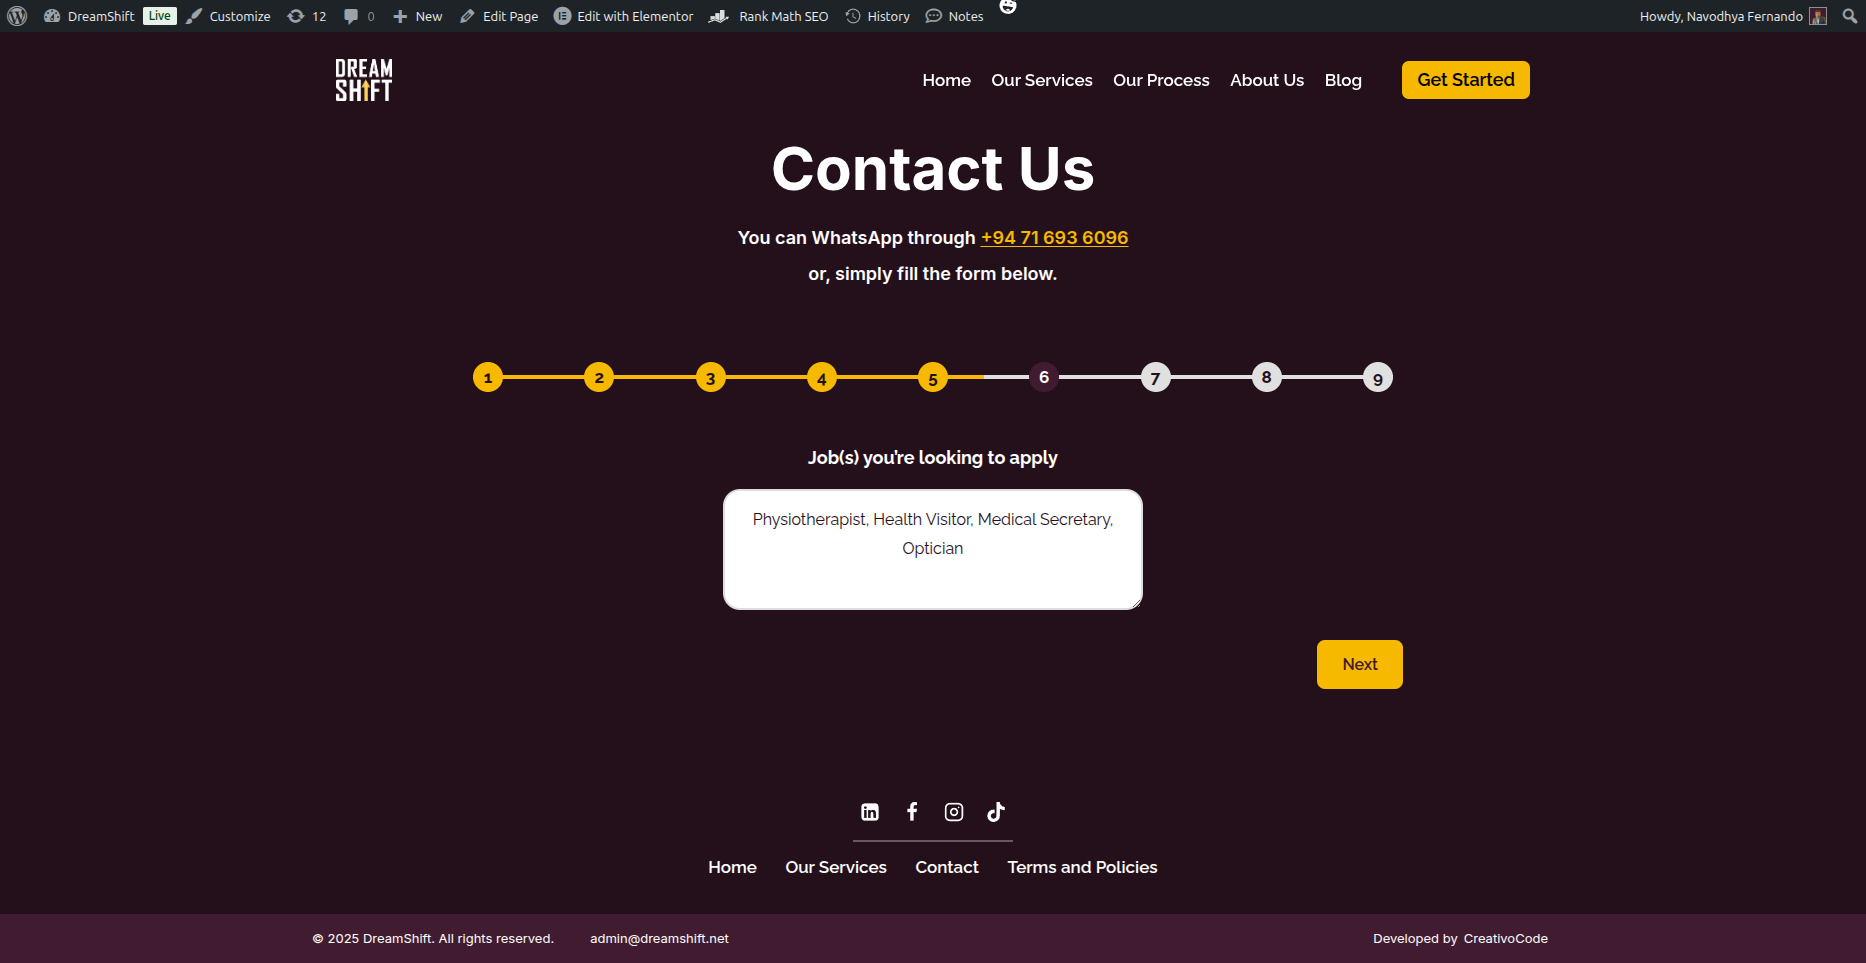 DreamShift Live Customize 12 0 New Edit Page Edit with Elementor Rank Math SEO History Notes Howdy, Navodhya Fernando
DREAM
SHIFT
Home Our Services Our Process About Us Blog Get Started
Contact Us
You can WhatsApp through +94 71 693 6096
or, simply fill the form below.
1 2 3 4 5 6 7 8 9
Job(s) you're looking to apply
Physiotherapist, Health Visitor, Medical Secretary,
Optician
Next
Home Our Services Contact Terms and Policies
© 2025 DreamShift. All rights reserved. admin@dreamshift.net Developed by CreativoCode